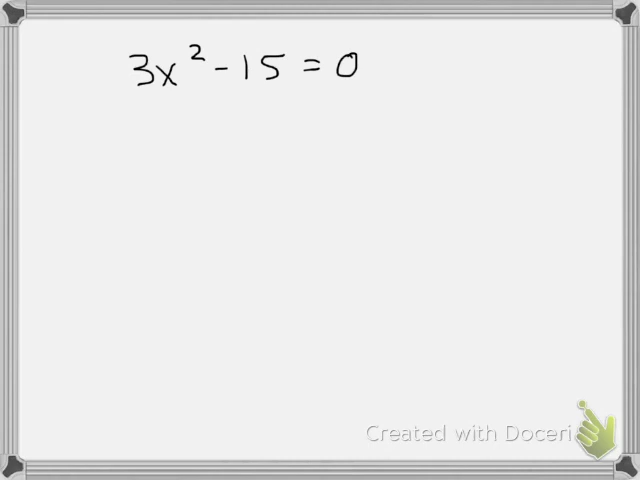 3x² - 15 = 0
Created with Doceri